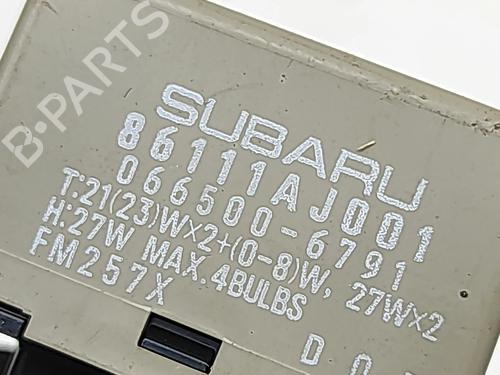 SUBARU
86111AJ001
066500-6791
T:21(23)W×2+(0-8)W, 27W×2
H:27W MAX.4BULBS
FM257X
B-PARTS